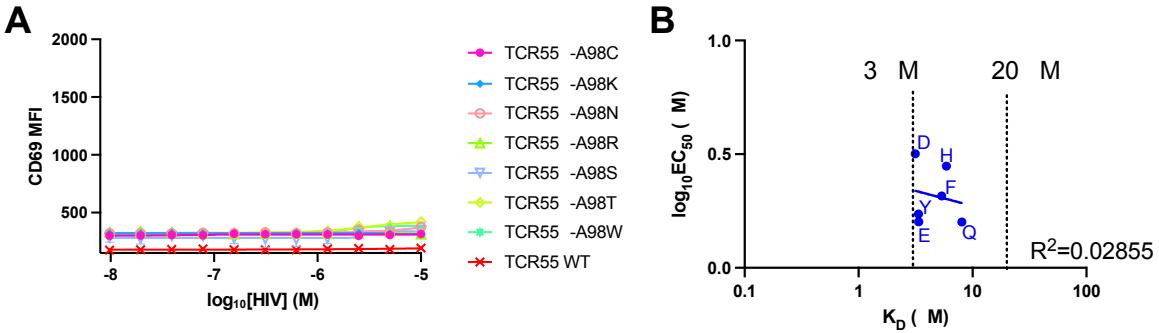 A
2000
1500
1000
500
CD69 MFI
-8 -7 -6 -5
log10[HIV] (M)
TCR55 -A98C
TCR55 -A98K
TCR55 -A98N
TCR55 -A98R
TCR55 -A98S
TCR55 -A98T
TCR55 -A98W
TCR55 WT
B
1.0
0.5
0.0
log10EC50 ( M)
3 M 20 M
D
H
F
Y
E
Q
R2=0.02855
0.1 1 10 100
KD ( M)